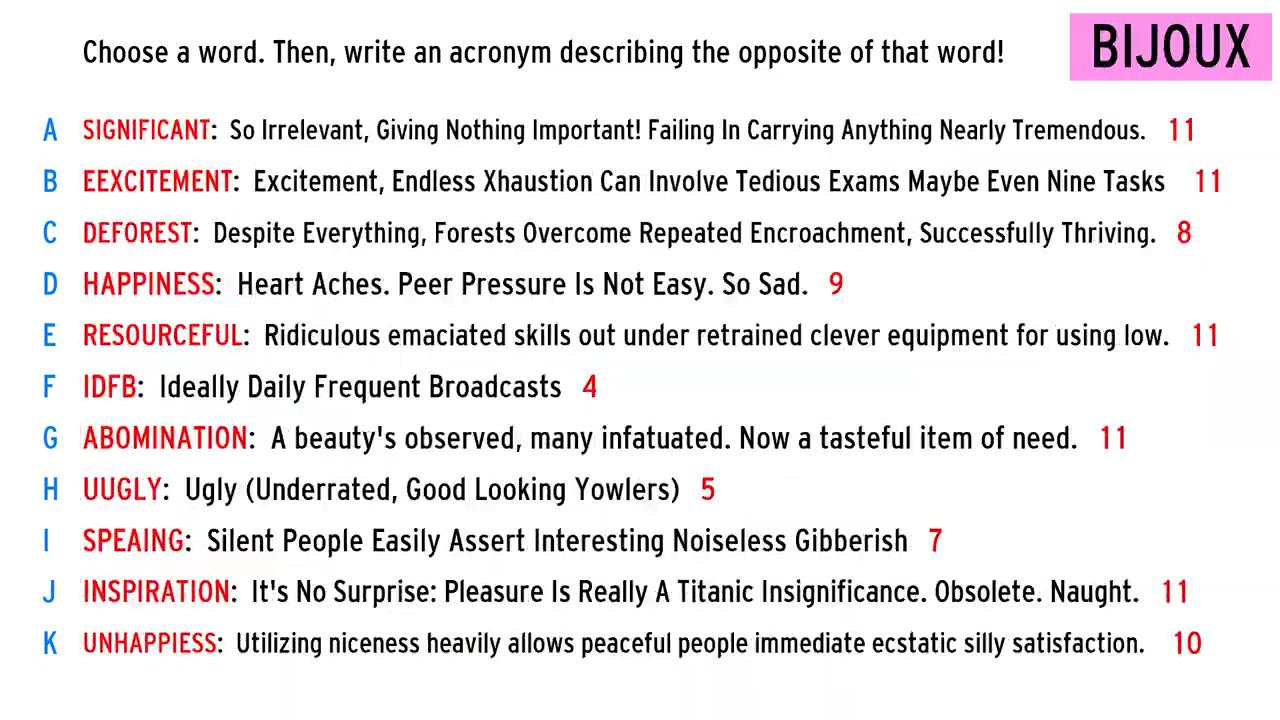 Choose a word. Then, write an acronym describing the opposite of that word!
BIJOUX
A SIGNIFICANT: So Irrelevant, Giving Nothing Important! Failing In Carrying Anything Nearly Tremendous. 11
B EEXCITEMENT: Excitement, Endless Xhaustion Can Involve Tedious Exams Maybe Even Nine Tasks 11
C DEFOREST: Despite Everything, Forests Overcome Repeated Encroachment, Successfully Thriving. 8
D HAPPINESS: Heart Aches. Peer Pressure Is Not Easy. So Sad. 9
E RESOURCEFUL: Ridiculous emaciated skills out under retrained clever equipment for using low. 11
F IDFB: Ideally Daily Frequent Broadcasts 4
G ABOMINATION: A beauty's observed, many infatuated. Now a tasteful item of need. 11
H UUGLY: Ugly (Underrated, Good Looking Yowlers) 5
I SPEAING: Silent People Easily Assert Interesting Noiseless Gibberish 7
J INSPIRATION: It's No Surprise: Pleasure Is Really A Titanic Insignificance. Obsolete. Naught. 11
K UNHAPPIESS: Utilizing niceness heavily allows peaceful people immediate ecstatic silly satisfaction. 10